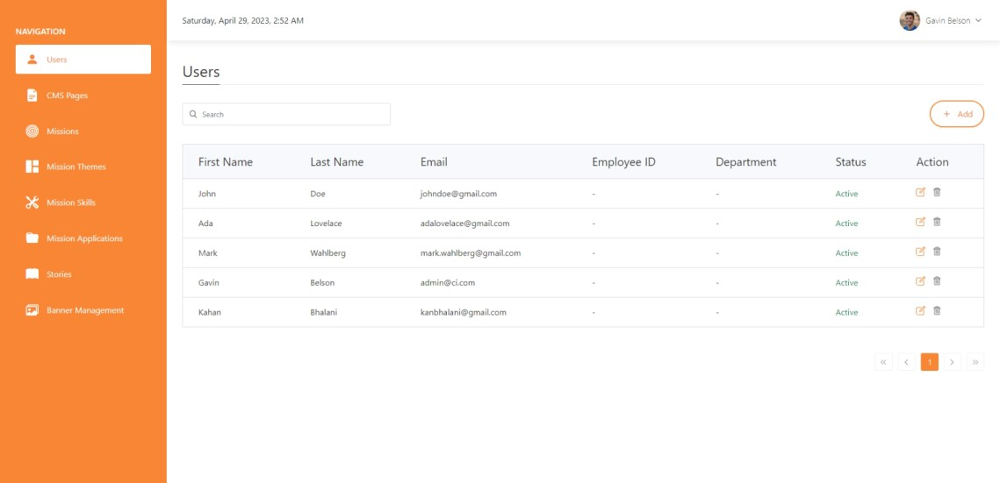 NAVIGATION
Users
CMS Pages
Missions
Mission Themes
Mission Skills
Mission Applications
Stories
Banner Management
Saturday, April 29, 2023, 2:52 AM
Gavin Belson
Users
Search
+ Add
First Name Last Name Email Employee ID Department Status Action
John Doe johndoe@gmail.com - - Active
Ada Lovelace adalovelace@gmail.com - - Active
Mark Wahlberg mark.wahlberg@gmail.com - - Active
Gavin Belson admin@ci.com - - Active
Kahan Bhalani kanbhalani@gmail.com - - Active
« < 1 > »